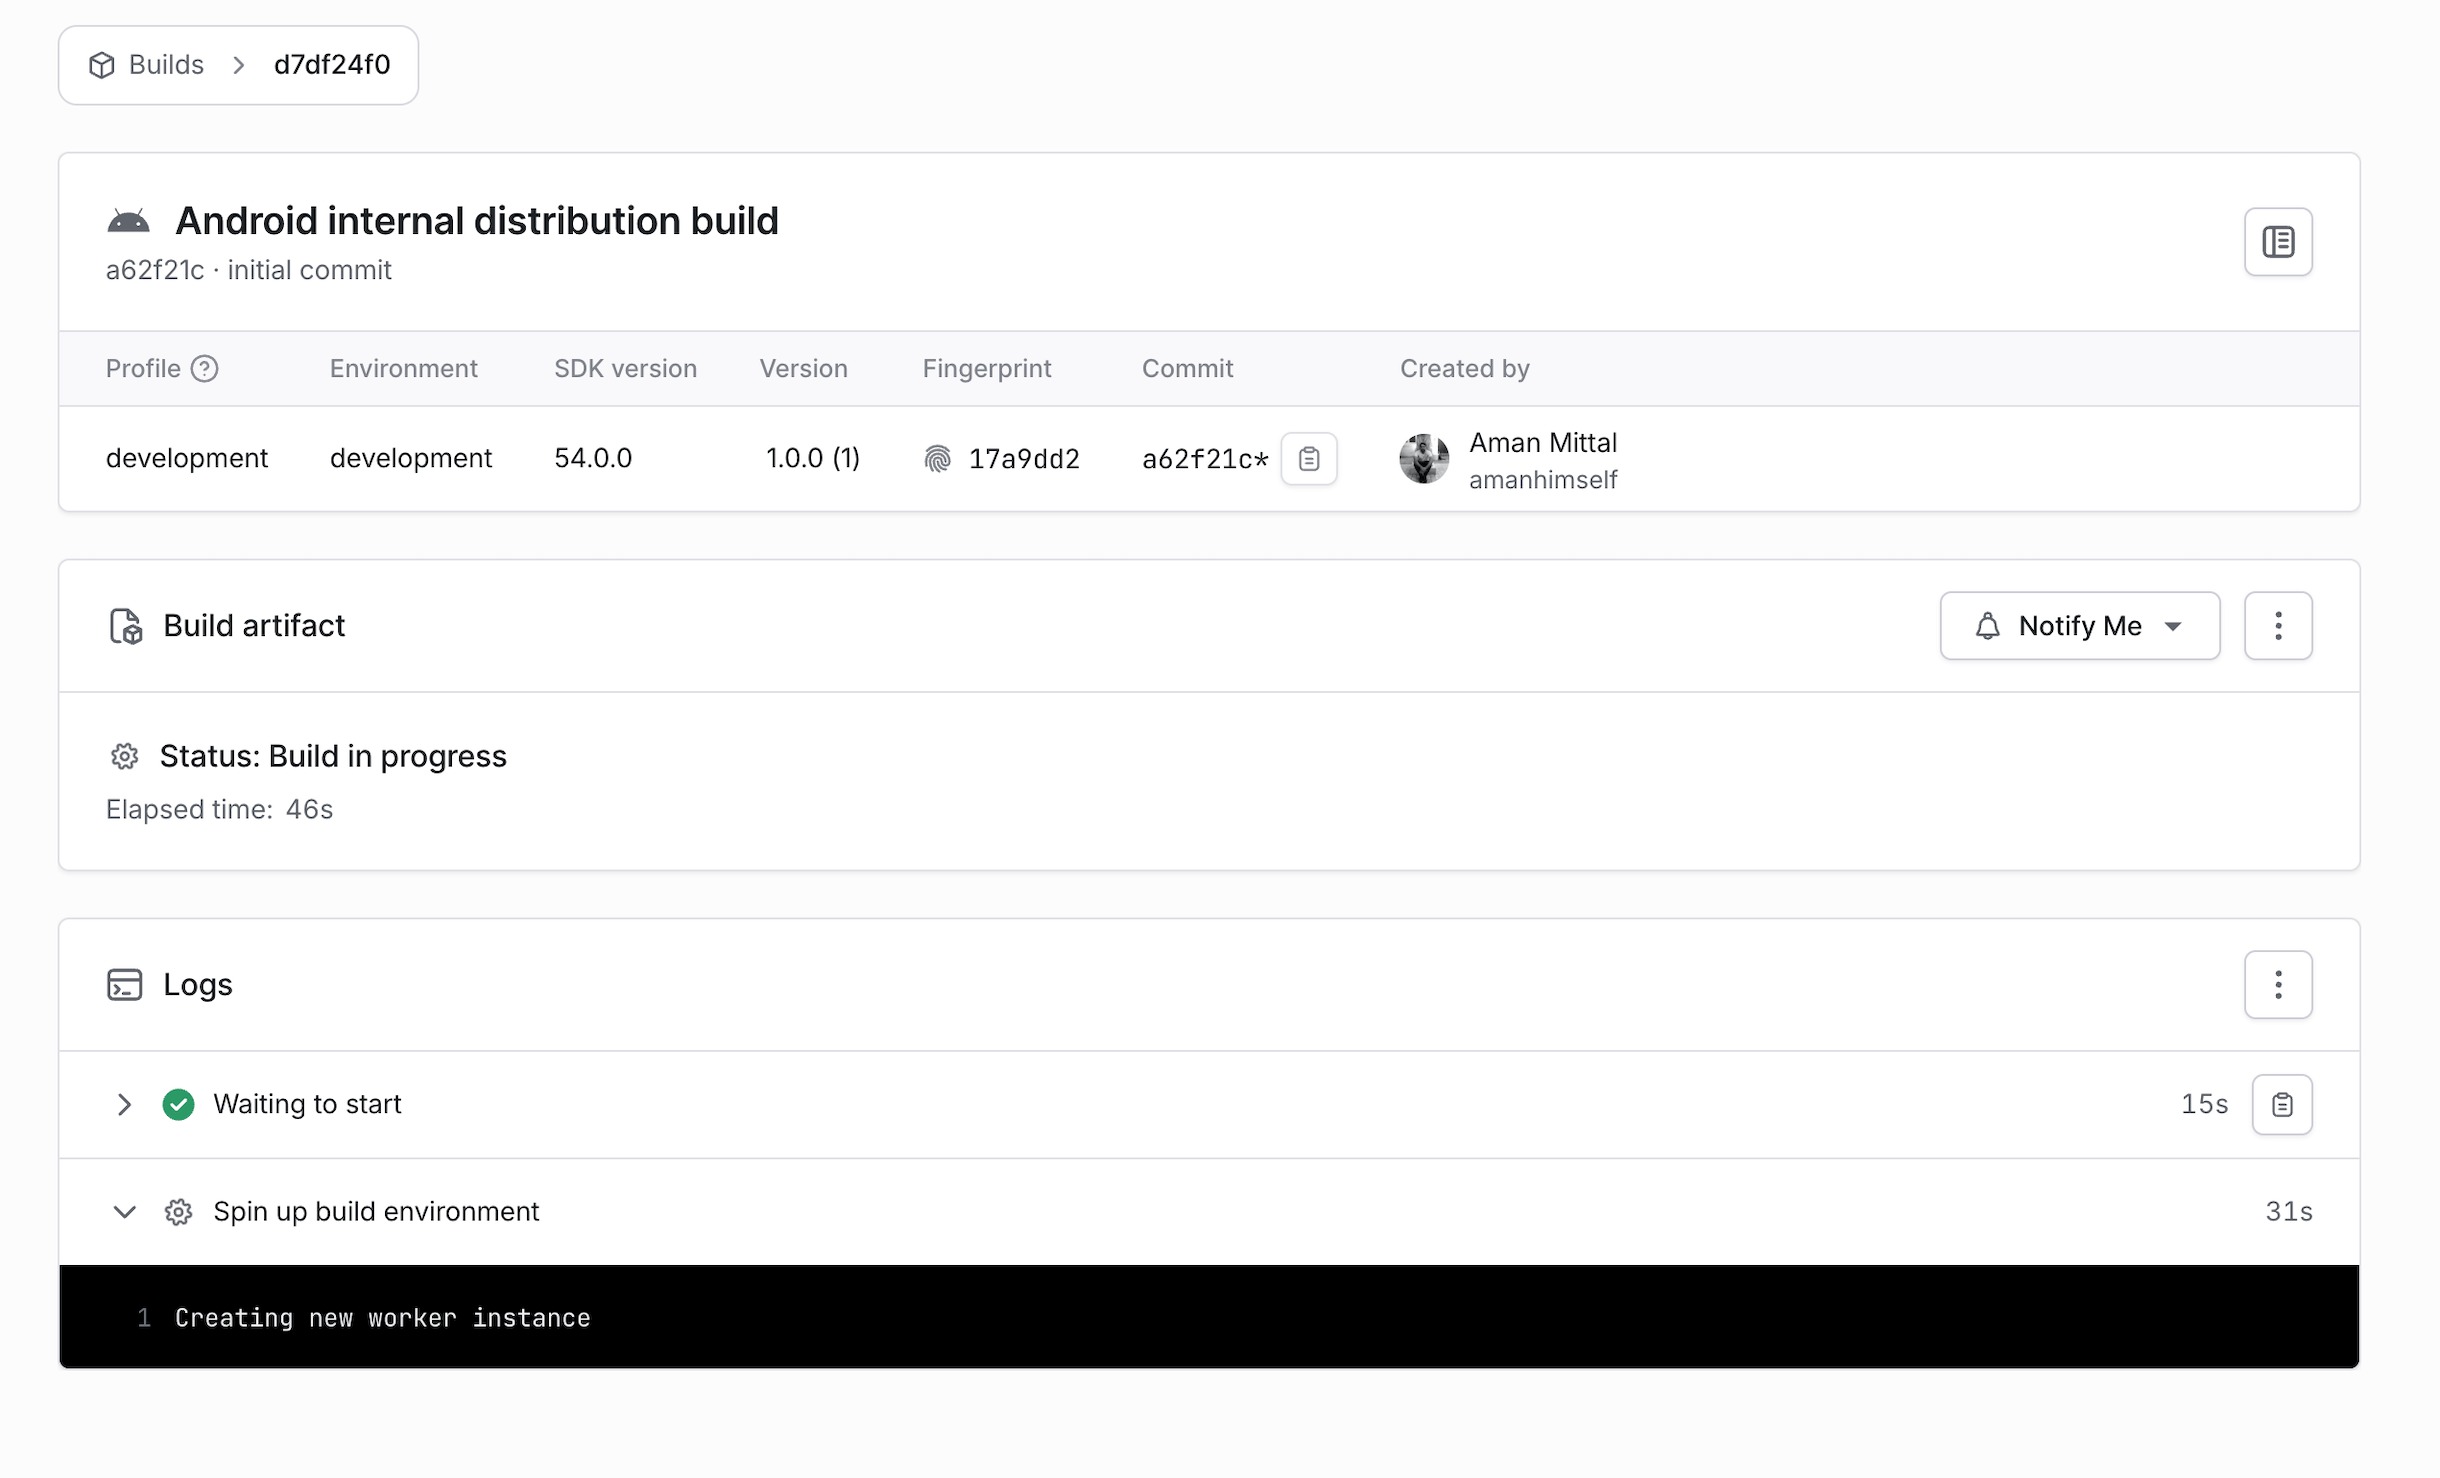 Builds > d7df24f0
Android internal distribution build
a62f21c · initial commit
Profile Environment SDK version Version Fingerprint Commit Created by
development development 54.0.0 1.0.0 (1) 17a9dd2 a62f21c* Aman Mittal
amanhimself
Build artifact Notify Me
Status: Build in progress
Elapsed time: 46s
Logs
Waiting to start 15s
Spin up build environment 31s
1 Creating new worker instance